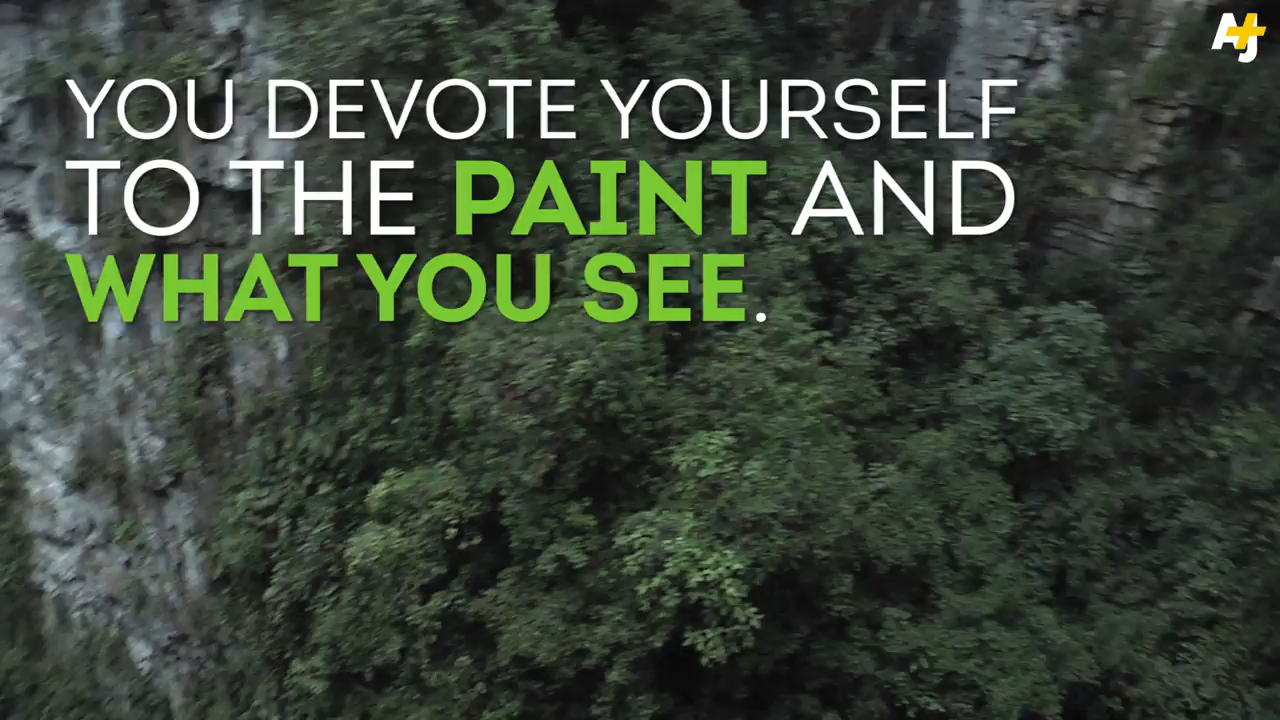 AJ+
YOU DEVOTE YOURSELF
TO THE PAINT AND
WHAT YOU SEE.